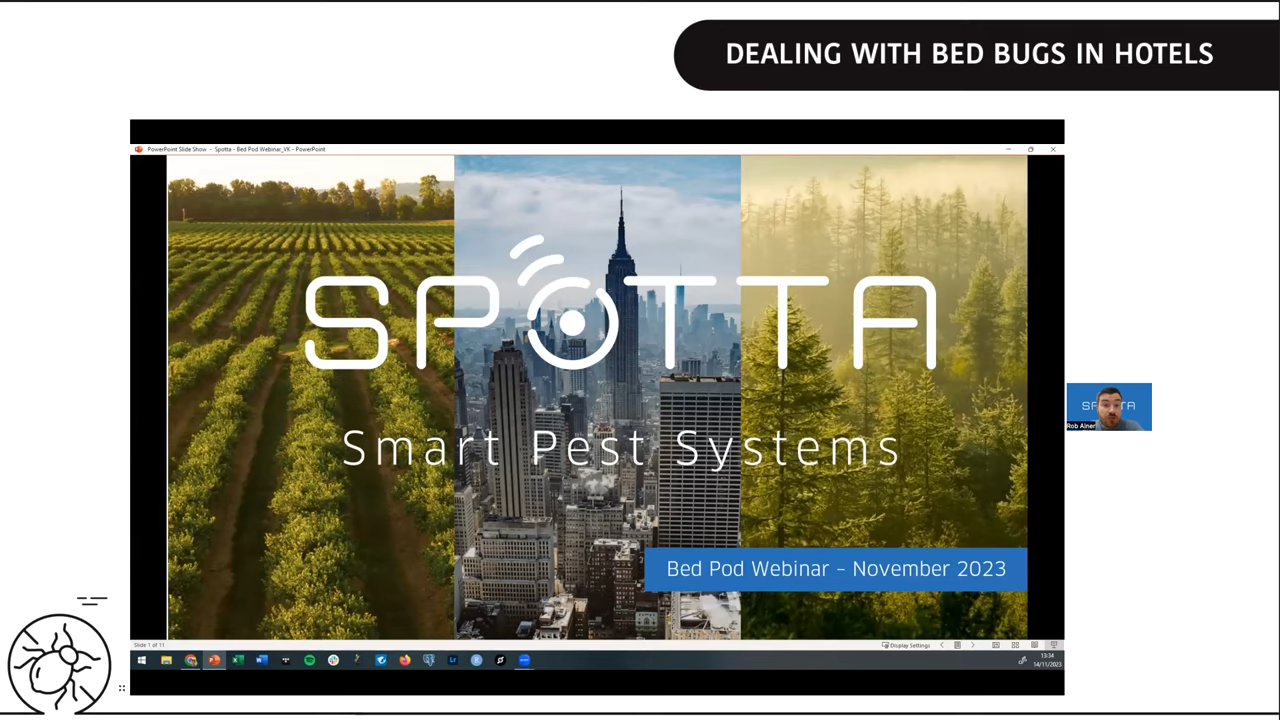 DEALING WITH BED BUGS IN HOTELS
PowerPoint Slide Show - Spotta - Bed Pod Webinar_VK - PowerPoint
SPOTTA
Smart Pest Systems
Bed Pod Webinar – November 2023
SPOTTA
Rob Alner
Slide 1 of 11
Display Settings
13:34
14/11/2023